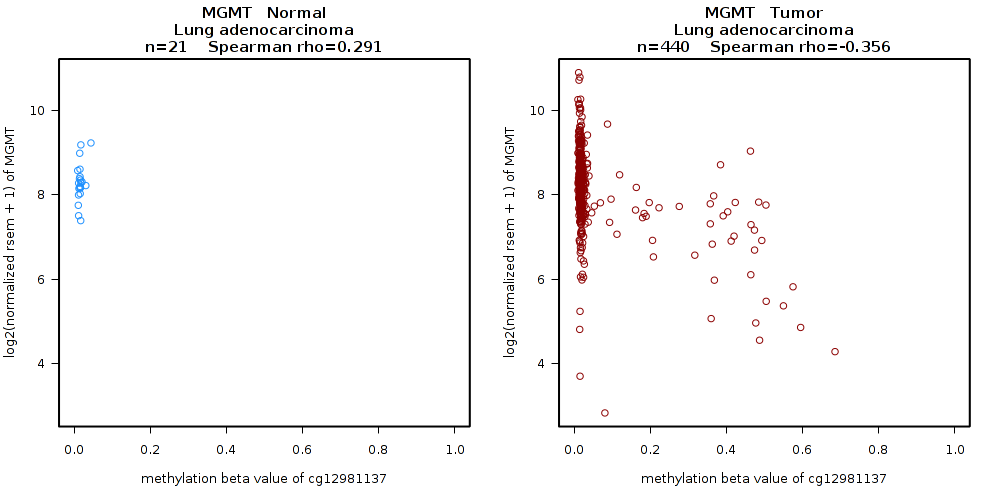 MGMT   Normal
Lung adenocarcinoma
n=21    Spearman rho=0.291
log2(normalized rsem + 1) of MGMT
10
8
6
4
0.0 0.2 0.4 0.6 0.8 1.0
methylation beta value of cg12981137
MGMT   Tumor
Lung adenocarcinoma
n=440    Spearman rho=-0.356
log2(normalized rsem + 1) of MGMT
10
8
6
4
0.0 0.2 0.4 0.6 0.8 1.0
methylation beta value of cg12981137